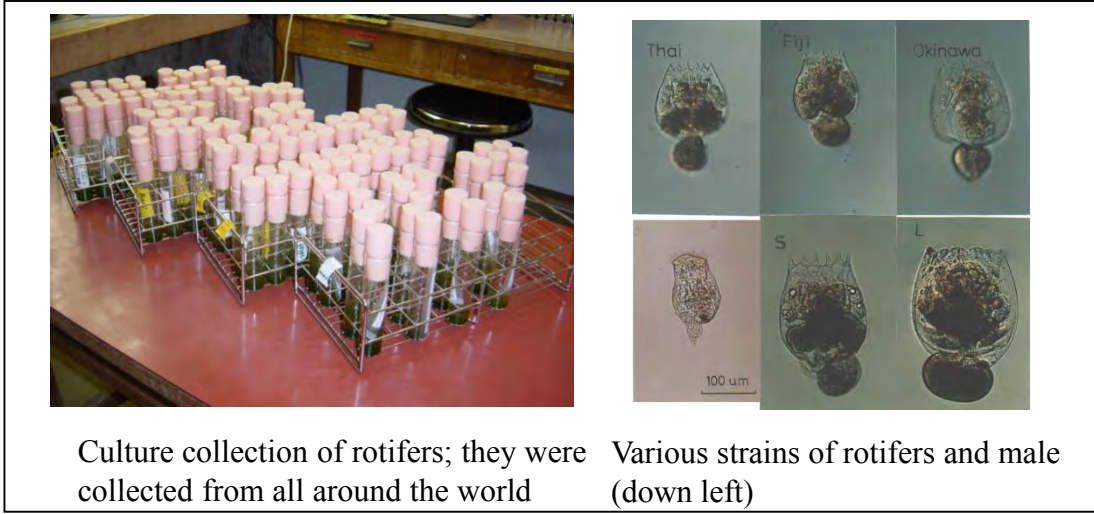 Thai
Fiji
Okinawa
S
L
100 um
Culture collection of rotifers; they were
collected from all around the world
Various strains of rotifers and male
(down left)